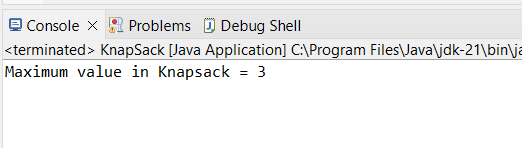 Console Problems Debug Shell
<terminated> KnapSack [Java Application] C:\Program Files\Java\jdk-21\bin\ja
Maximum value in Knapsack = 3